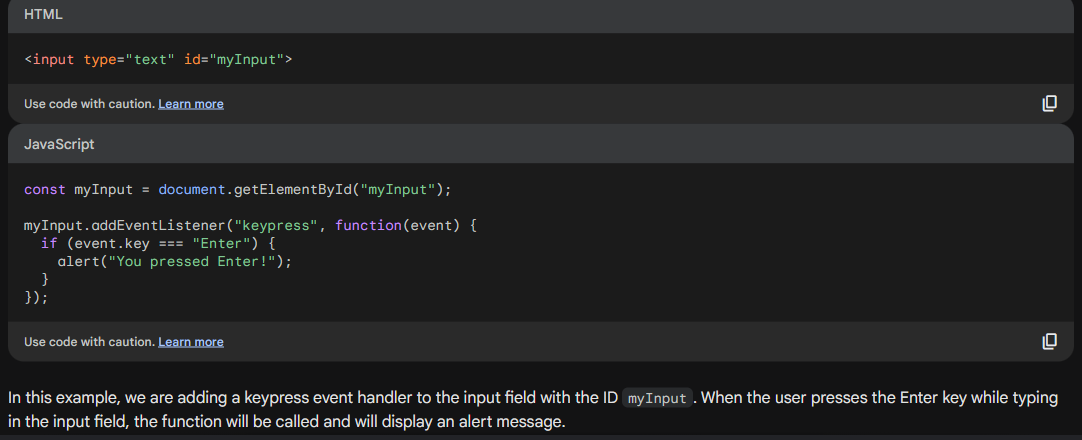 HTML
<input type="text" id="myInput">
Use code with caution. Learn more
JavaScript
const myInput = document.getElementById("myInput");
myInput.addEventListener("keypress", function(event) {
  if (event.key === "Enter") {
    alert("You pressed Enter!");
  }
});
Use code with caution. Learn more
In this example, we are adding a keypress event handler to the input field with the ID myInput. When the user presses the Enter key while typing
in the input field, the function will be called and will display an alert message.